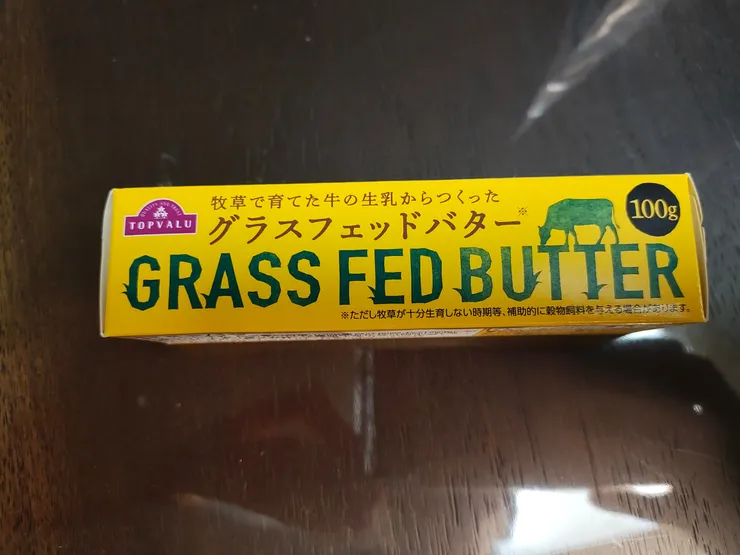 QUALITY AND VALUE
TOPVALU
牧草で育てた牛の生乳からつくった
グラスフェッドバター※
100g
GRASS FED BUTTER
※ただし牧草が十分生育しない時期等、補助的に穀物飼料を与える場合があります。